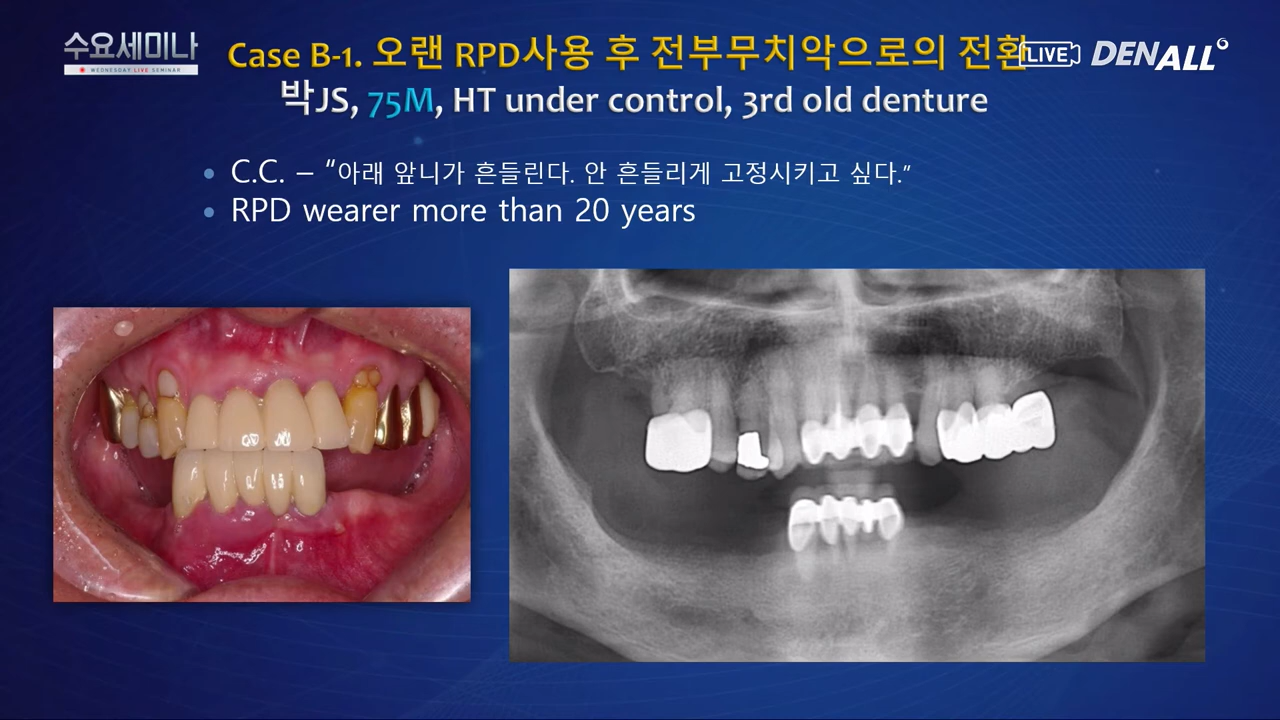 수요세미나
WEDNESDAY LIVE SEMINAR
Case B-1. 오랜 RPD사용 후 전부무치악으로의 전환
LIVE
DENALL
박JS, 75M, HT under control, 3rd old denture
• C.C. – “아래 앞니가 흔들린다. 안 흔들리게 고정시키고 싶다.”
• RPD wearer more than 20 years